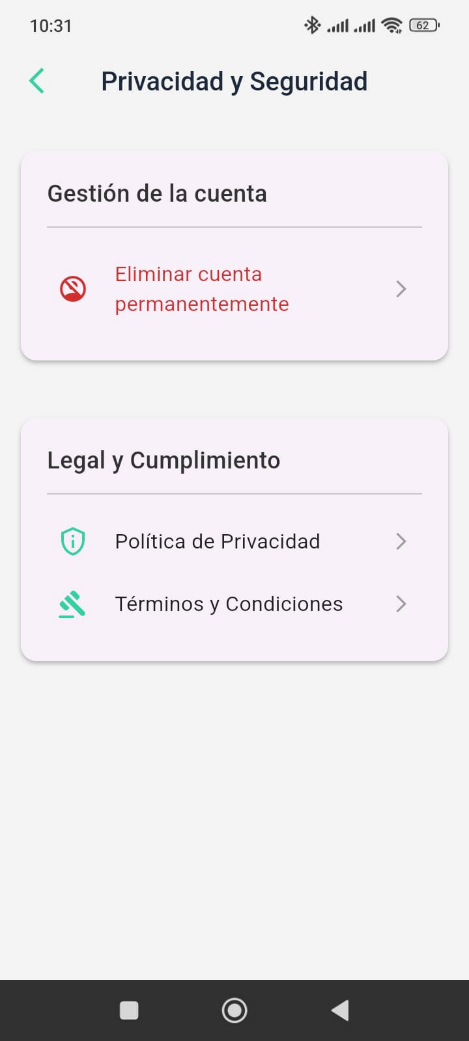 10:31
62
Privacidad y Seguridad
Gestión de la cuenta
Eliminar cuenta
permanentemente
Legal y Cumplimiento
Política de Privacidad
Términos y Condiciones